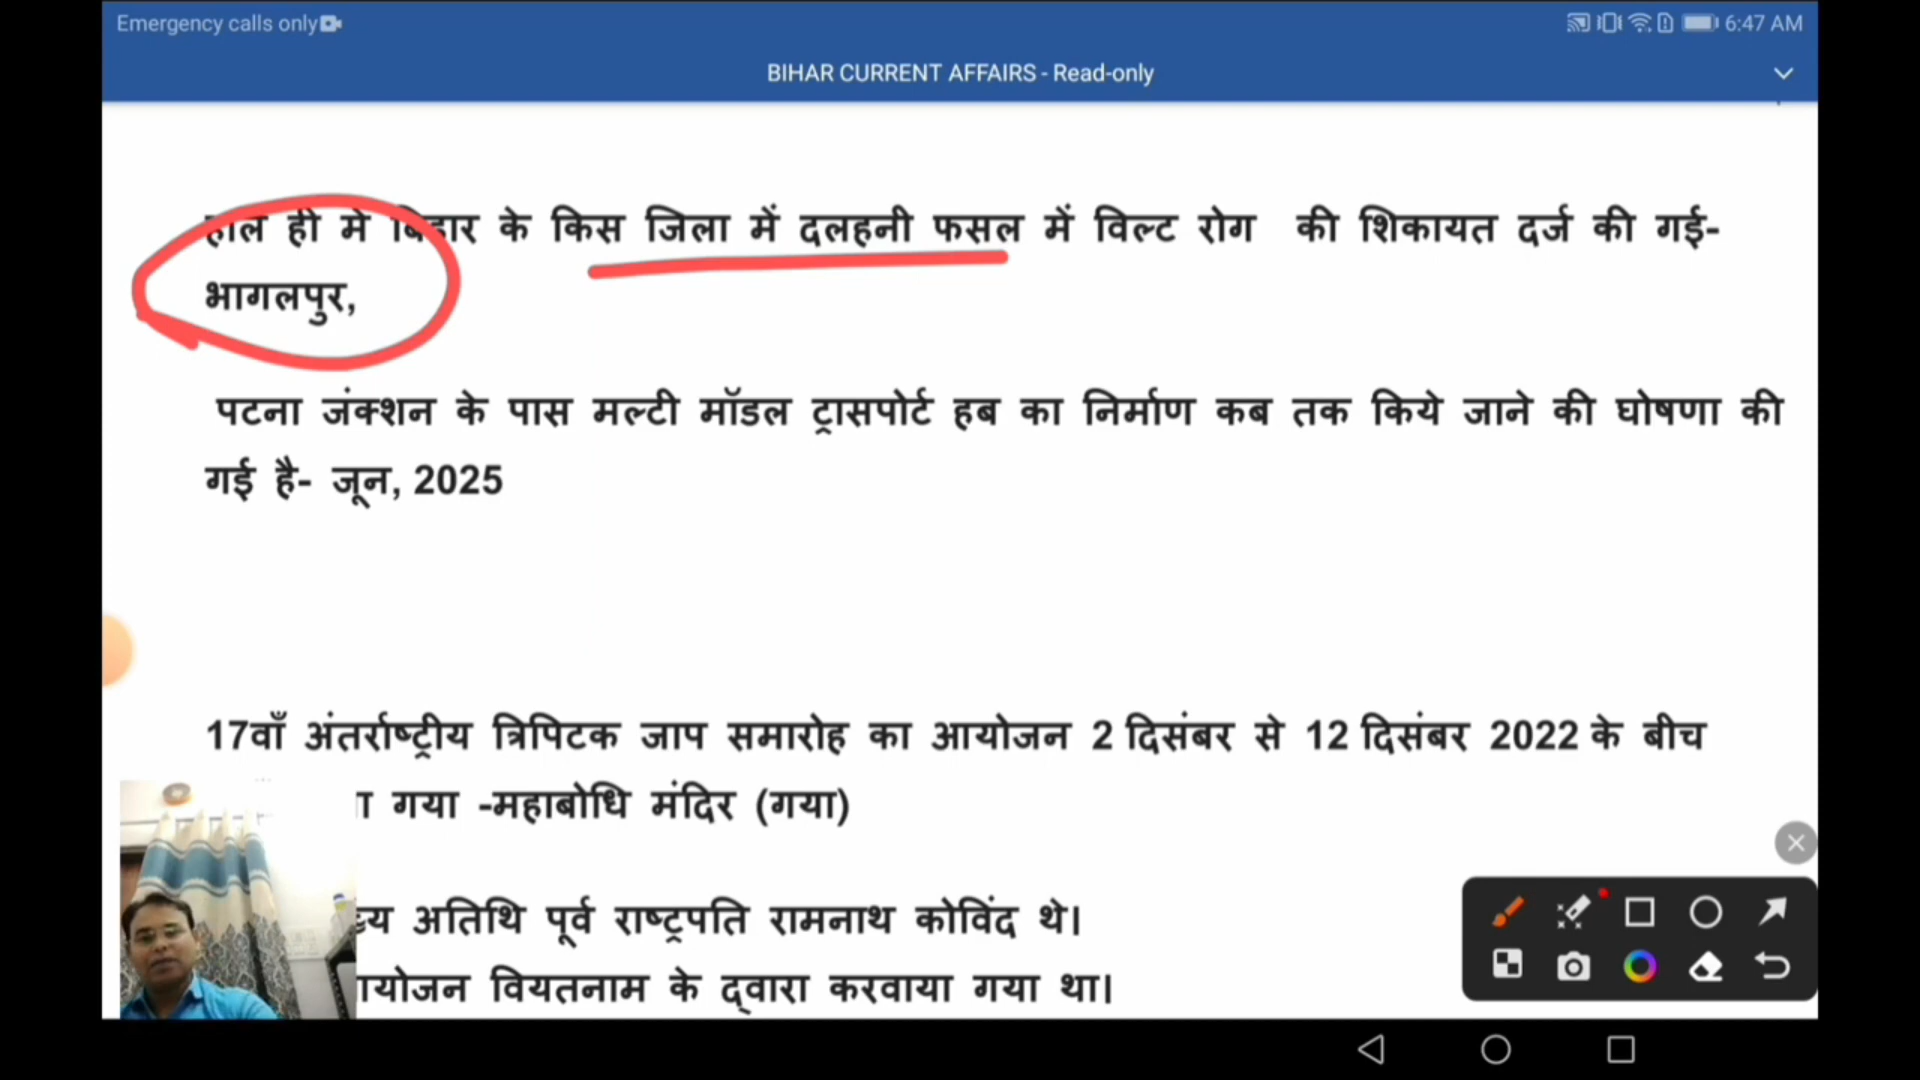 Emergency calls only
6:47 AM
BIHAR CURRENT AFFAIRS - Read-only
हाल ही मे बिहार के किस जिला में दलहनी फसल में विल्ट रोग की शिकायत दर्ज की गई-
भागलपुर,
पटना जंक्शन के पास मल्टी मॉडल ट्रासपोर्ट हब का निर्माण कब तक किये जाने की घोषणा की
गई है- जून, 2025
17वाँ अंतर्राष्ट्रीय त्रिपिटक जाप समारोह का आयोजन 2 दिसंबर से 12 दिसंबर 2022 के बीच
गया -महाबोधि मंदिर (गया)
अतिथि पूर्व राष्ट्रपति रामनाथ कोविंद थे।
वियतनाम के द्वारा करवाया गया था।